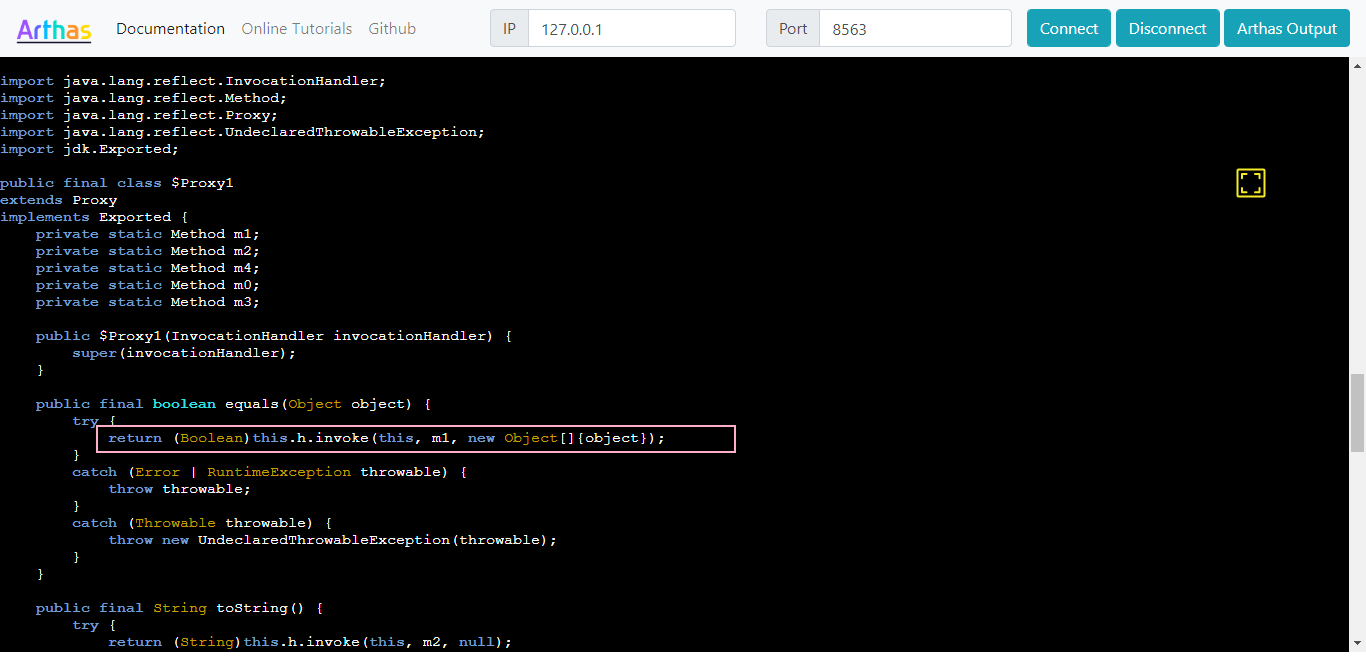 Arthas Documentation Online Tutorials Github IP 127.0.0.1 Port 8563 Connect Disconnect Arthas Output
import java.lang.reflect.InvocationHandler;
import java.lang.reflect.Method;
import java.lang.reflect.Proxy;
import java.lang.reflect.UndeclaredThrowableException;
import jdk.Exported;

public final class $Proxy1
extends Proxy
implements Exported {
    private static Method m1;
    private static Method m2;
    private static Method m4;
    private static Method m0;
    private static Method m3;

    public $Proxy1(InvocationHandler invocationHandler) {
        super(invocationHandler);
    }

    public final boolean equals(Object object) {
        try {
            return (Boolean)this.h.invoke(this, m1, new Object[]{object});
        }
        catch (Error | RuntimeException throwable) {
            throw throwable;
        }
        catch (Throwable throwable) {
            throw new UndeclaredThrowableException(throwable);
        }
    }

    public final String toString() {
        try {
            return (String)this.h.invoke(this, m2, null);